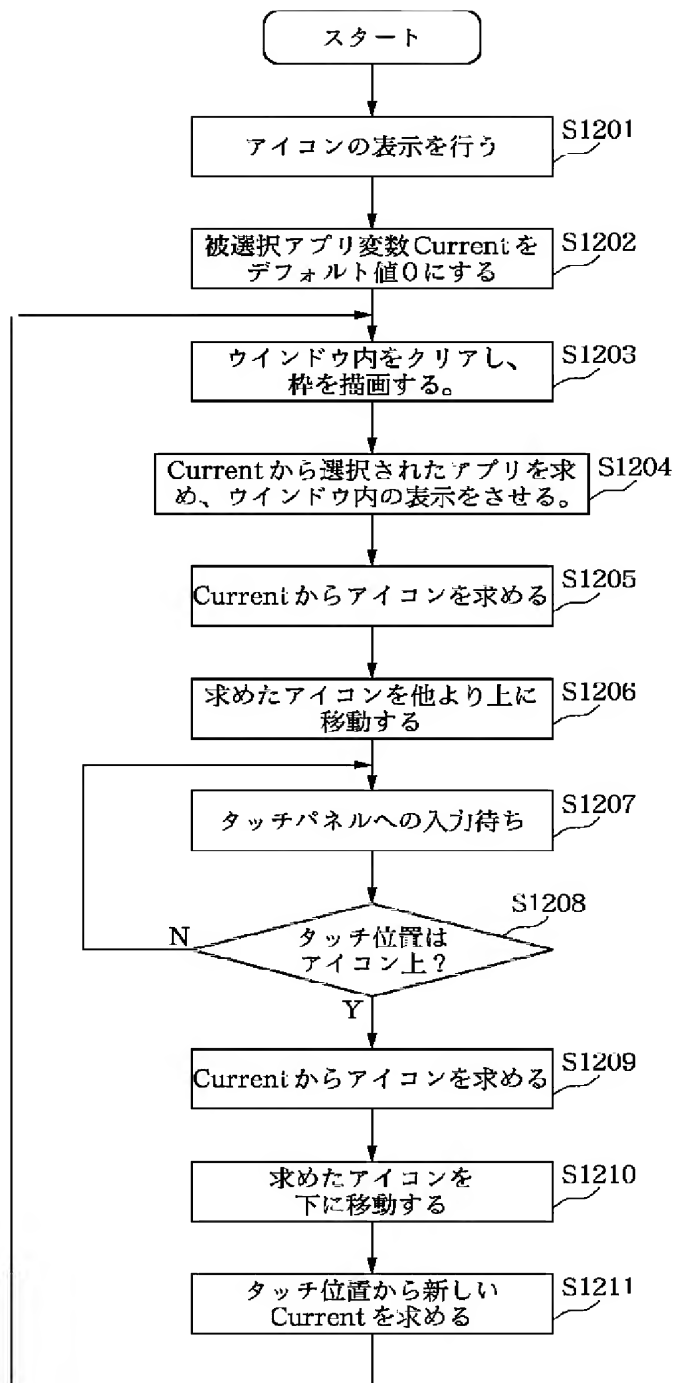 スタート
アイコンの表示を行う
S1201
被選択アプリ変数Currentを
デフォルト値0にする
S1202
ウインドウ内をクリアし、
枠を描画する。
S1203
Currentから選択されたアプリを求
め、ウインドウ内の表示をさせる。
S1204
Currentからアイコンを求める
S1205
求めたアイコンを他より上に
移動する
S1206
タッチパネルへの入力待ち
S1207
S1208
N
タッチ位置は
アイコン上?
Y
Currentからアイコンを求める
S1209
求めたアイコンを
下に移動する
S1210
タッチ位置から新しい
Currentを求める
S1211